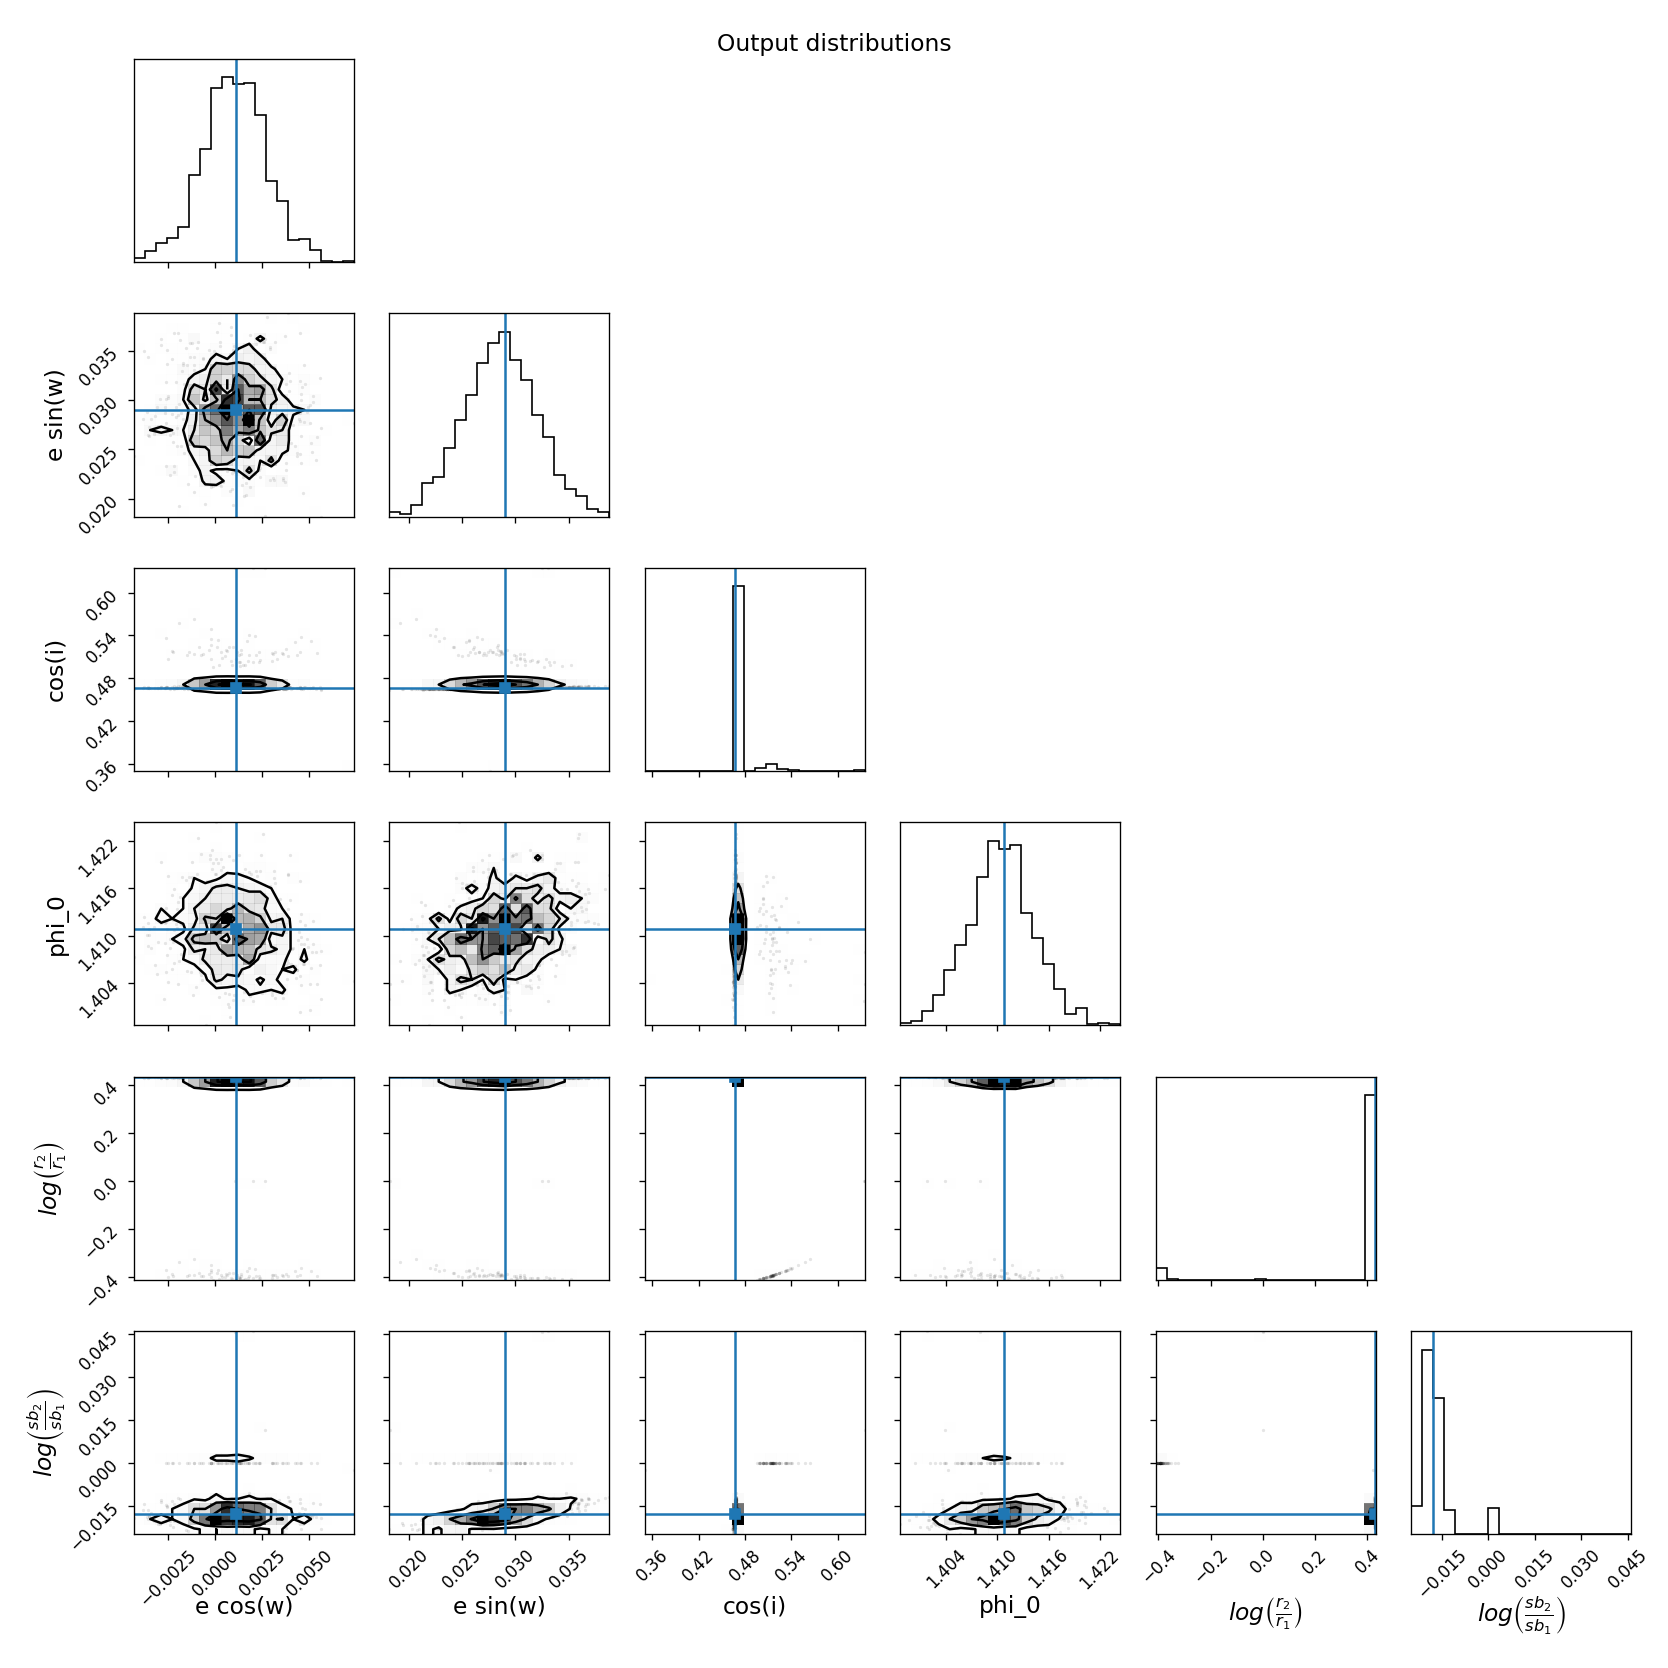 Output distributions
0.035
0.030
0.025
0.020
e sin(w)
0.60
0.54
0.48
0.42
0.36
cos(i)
1.422
1.416
1.410
1.404
phi_0
0.4
0.2
0.0
−0.2
−0.4
log(r₂/r₁)
0.045
0.030
0.015
0.000
−0.015
log(sb₂/sb₁)
−0.0025 0.0000 0.0025 0.0050
0.020 0.025 0.030 0.035
0.36 0.42 0.48 0.54 0.60
1.404 1.410 1.416 1.422
−0.4 −0.2 0.0 0.2 0.4
−0.015 0.000 0.015 0.030 0.045
e cos(w) e sin(w) cos(i) phi_0 log(r₂/r₁) log(sb₂/sb₁)